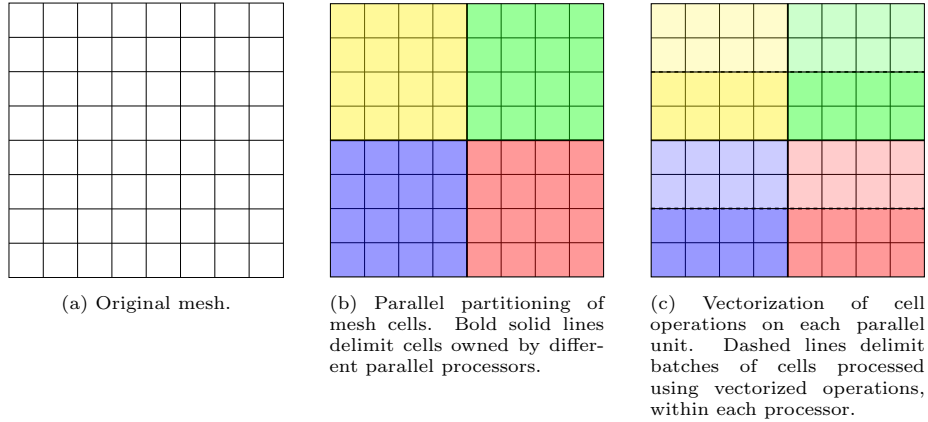 (a) Original mesh.
(b) Parallel partitioning of
mesh cells. Bold solid lines
delimit cells owned by differ-
ent parallel processors.
(c) Vectorization of cell
operations on each parallel
unit. Dashed lines delimit
batches of cells processed
using vectorized operations,
within each processor.